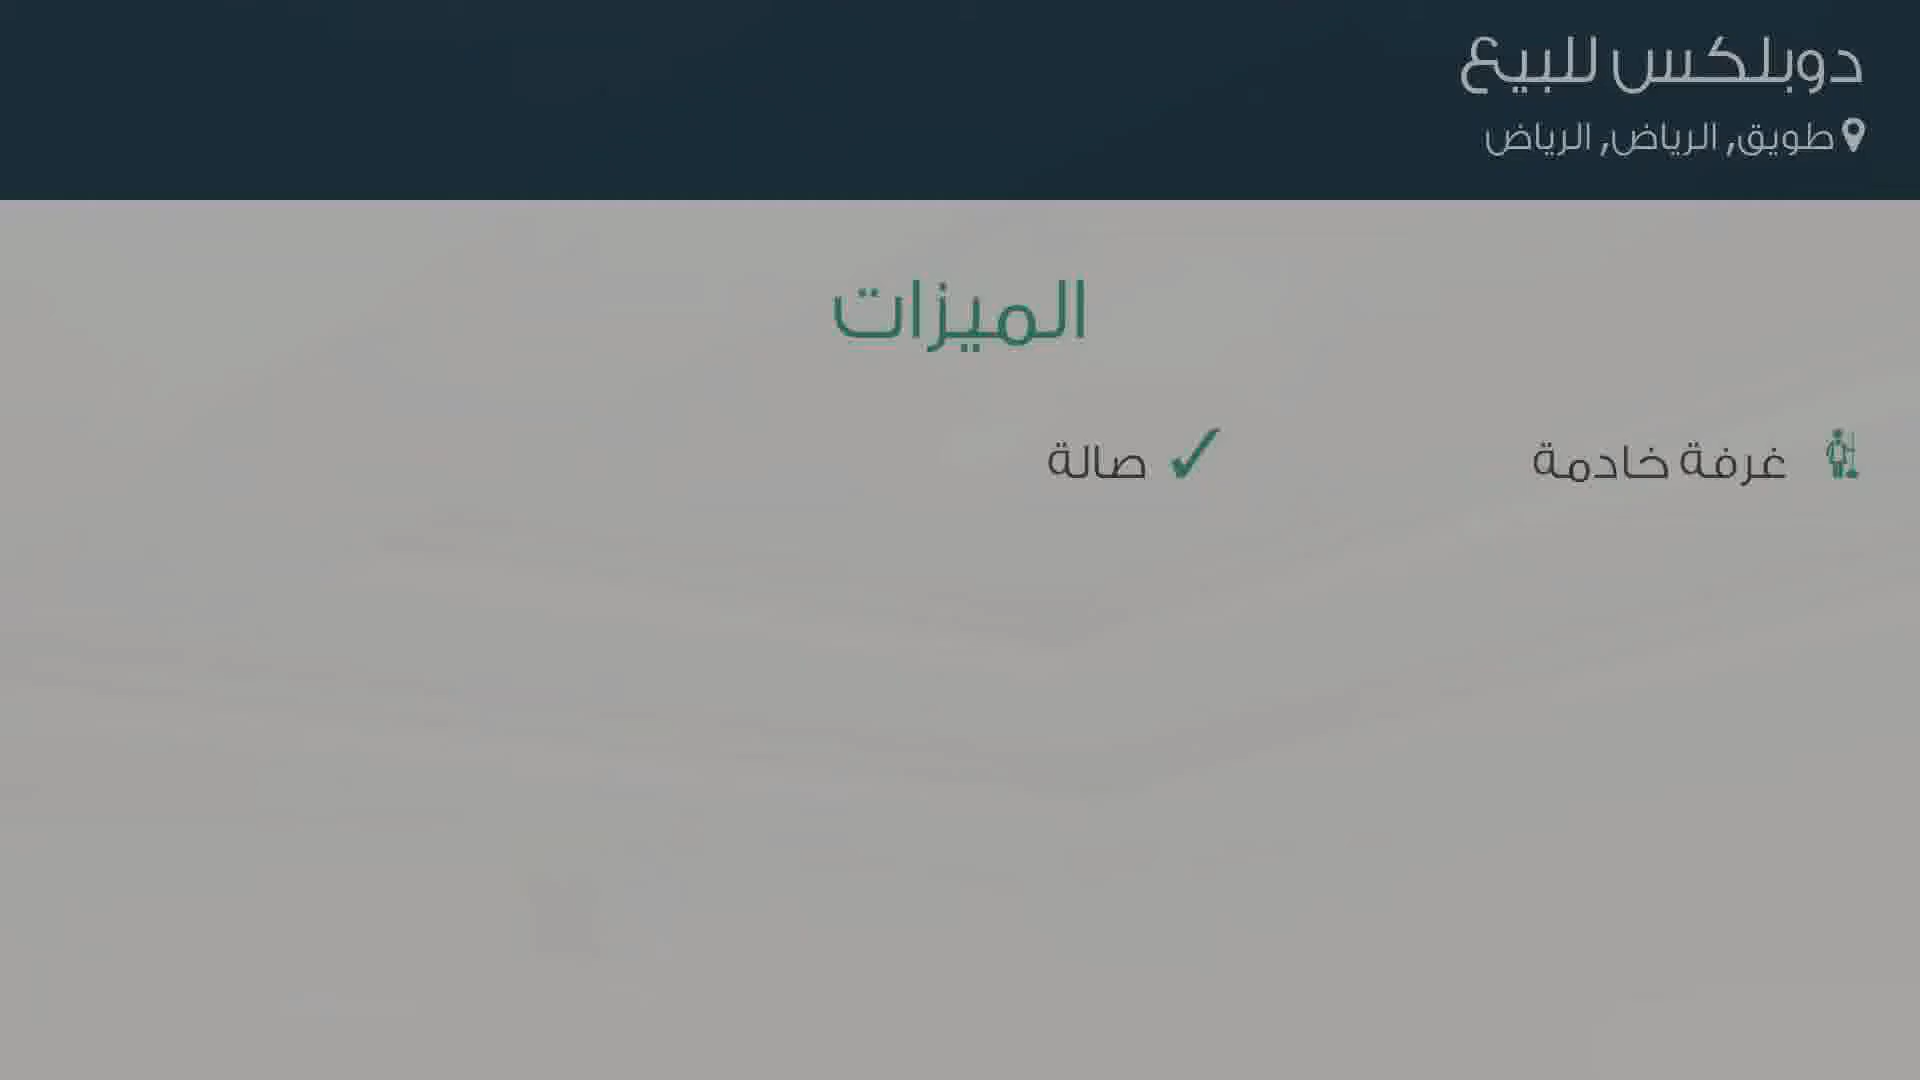 دوبلكس للبيع
طويق, الرياض, الرياض
الميزات
غرفة خادمة
صالة